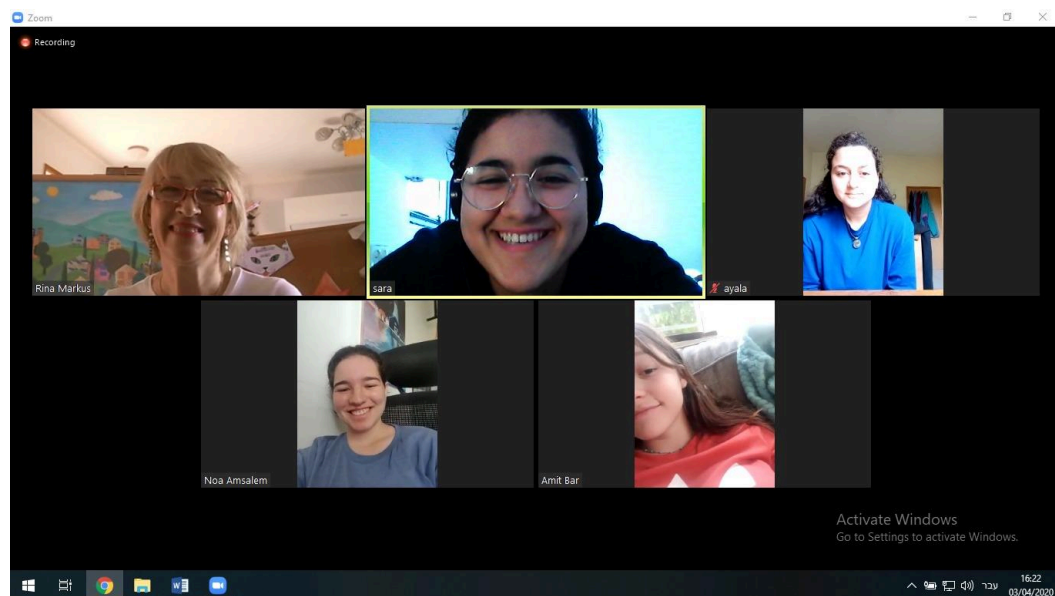 Zoom
Recording
Rina Markus
sara
ayala
Noa Amsalem
Amit Bar
Activate Windows
Go to Settings to activate Windows.
עבר
16:22
03/04/2020